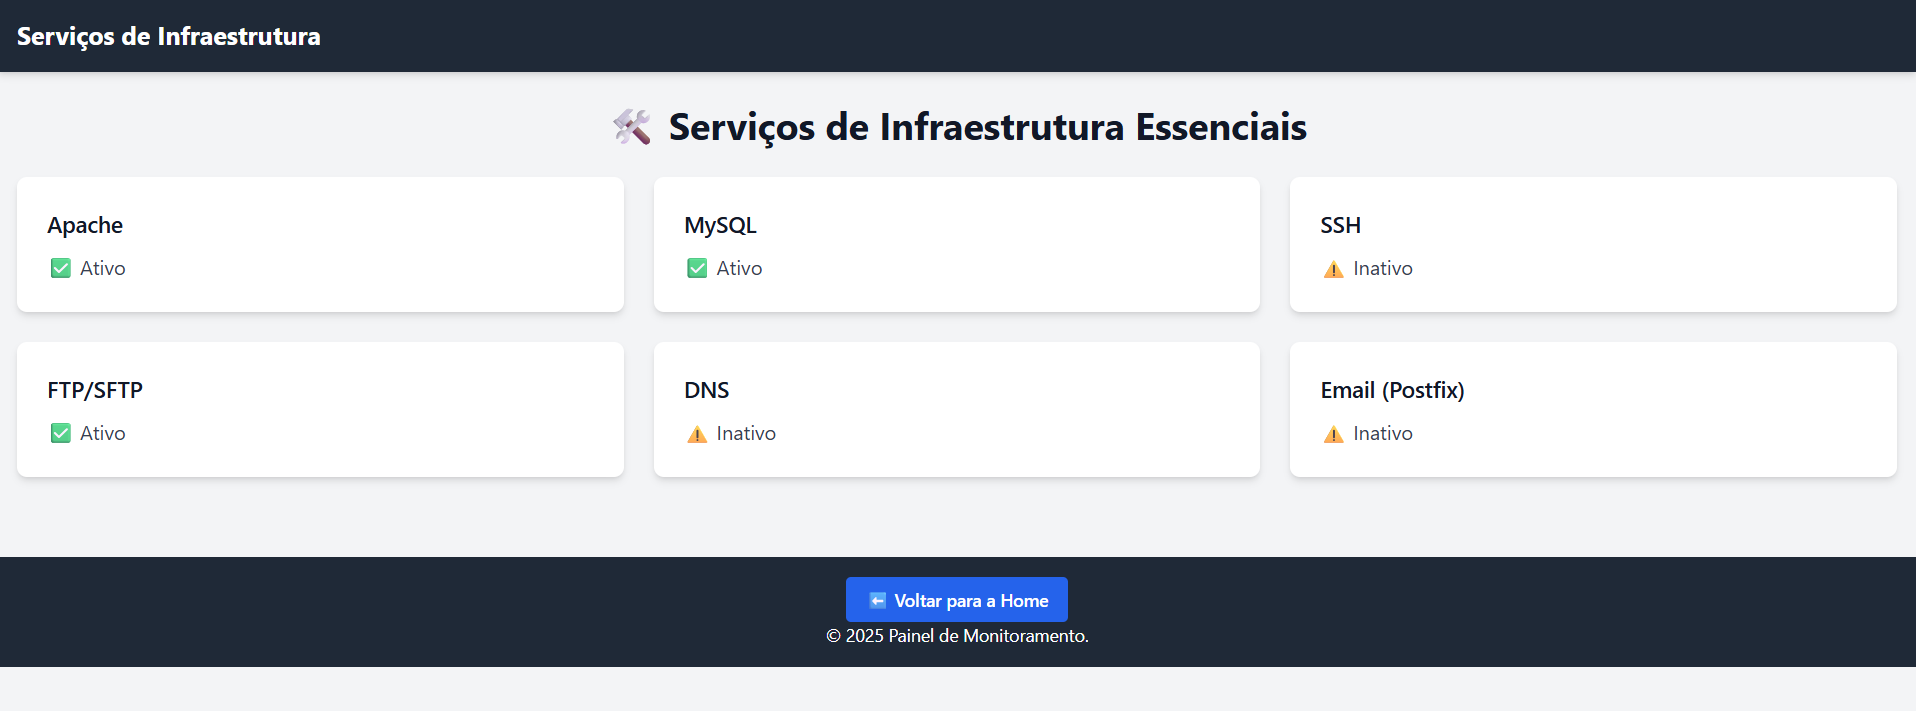 Serviços de Infraestrutura
🛠️ Serviços de Infraestrutura Essenciais
Apache
✅ Ativo
MySQL
✅ Ativo
SSH
⚠️ Inativo
FTP/SFTP
✅ Ativo
DNS
⚠️ Inativo
Email (Postfix)
⚠️ Inativo
⬅️ Voltar para a Home
© 2025 Painel de Monitoramento.